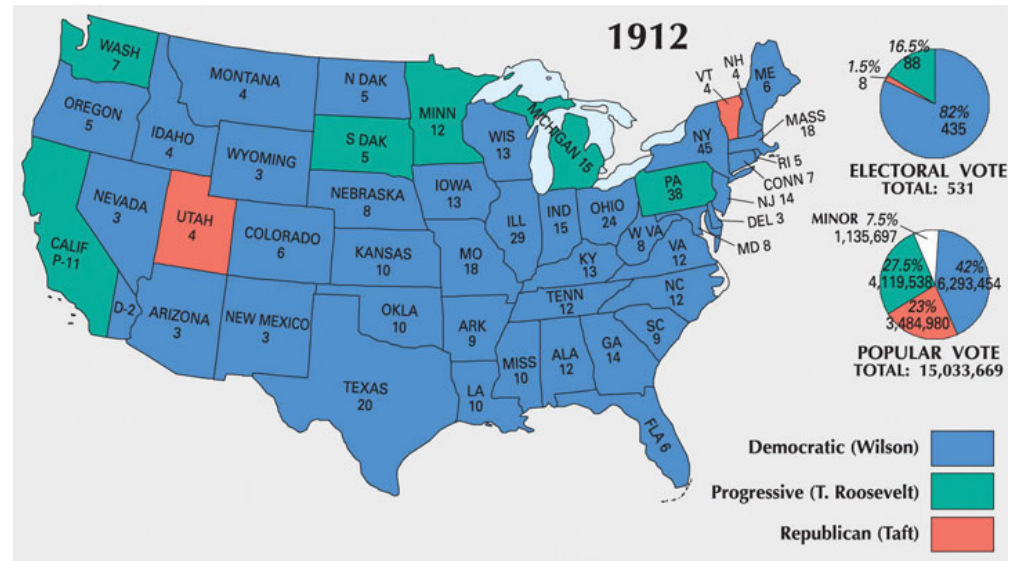 1912
WASH
7
OREGON
5
CALIF
P-11
D-2
NEVADA
3
IDAHO
4
MONTANA
4
WYOMING
3
UTAH
4
COLORADO
6
ARIZONA
3
NEW MEXICO
3
N DAK
5
S DAK
5
NEBRASKA
8
KANSAS
10
OKLA
10
TEXAS
20
MINN
12
IOWA
13
MO
18
ARK
9
LA
10
WIS
13
ILL
29
MICHIGAN 15
IND
15
OHIO
24
KY
13
TENN
12
MISS
10
ALA
12
GA
14
FLA 6
SC
9
NC
12
VA
12
W VA
8
PA
38
NY
45
VT
4
NH
4
ME
6
MASS
18
RI 5
CONN 7
NJ 14
DEL 3
MD 8
16.5%
88
1.5%
8
82%
435
ELECTORAL VOTE
TOTAL: 531
MINOR 7.5%
1,135,697
27.5%
4,119,538
42%
6,293,454
23%
3,484,980
POPULAR VOTE
TOTAL: 15,033,669
Democratic (Wilson)
Progressive (T. Roosevelt)
Republican (Taft)